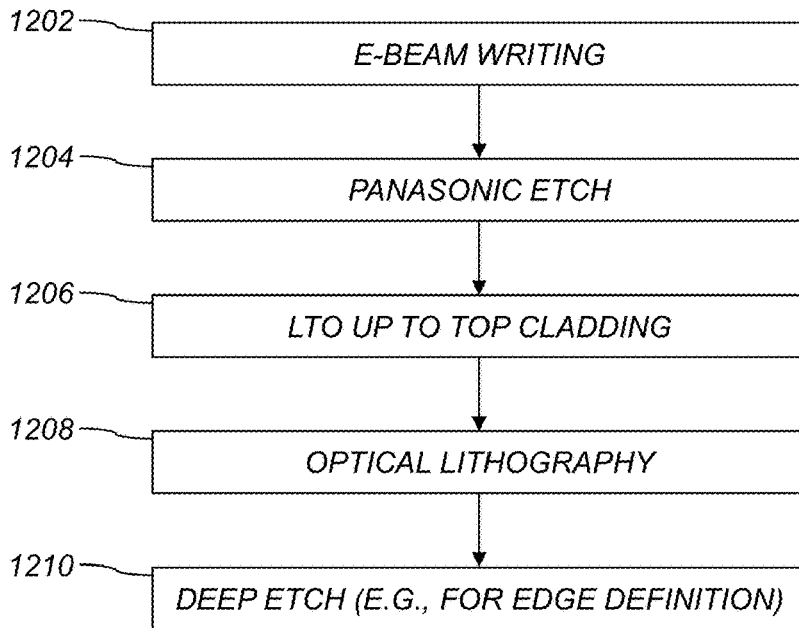 1202
E-BEAM WRITING
1204
PANASONIC ETCH
1206
LTO UP TO TOP CLADDING
1208
OPTICAL LITHOGRAPHY
1210
DEEP ETCH (E.G., FOR EDGE DEFINITION)